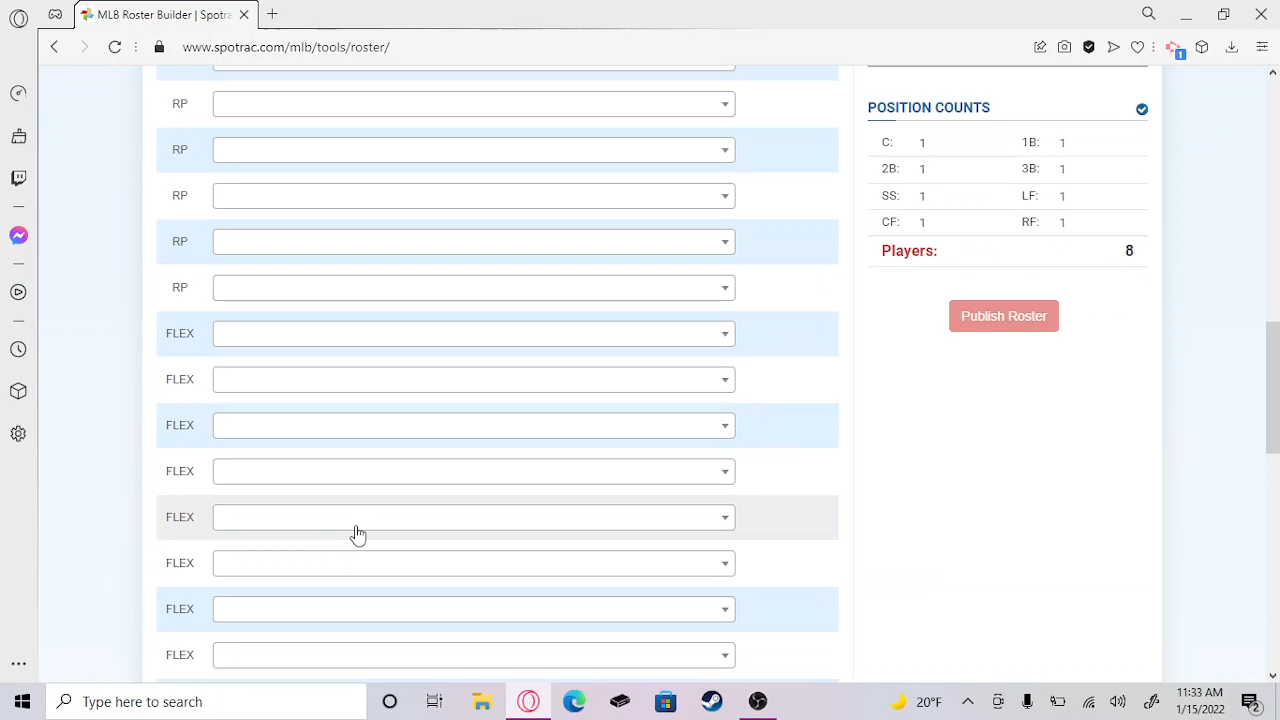 MLB Roster Builder | Spotra
www.spotrac.com/mlb/tools/roster/
1
RP
RP
RP
RP
RP
FLEX
FLEX
FLEX
FLEX
FLEX
FLEX
FLEX
FLEX
POSITION COUNTS
C: 1 1B: 1
2B: 1 3B: 1
SS: 1 LF: 1
CF: 1 RF: 1
Players: 8
Publish Roster
Type here to search
20°F
11:33 AM
1/15/2022
2